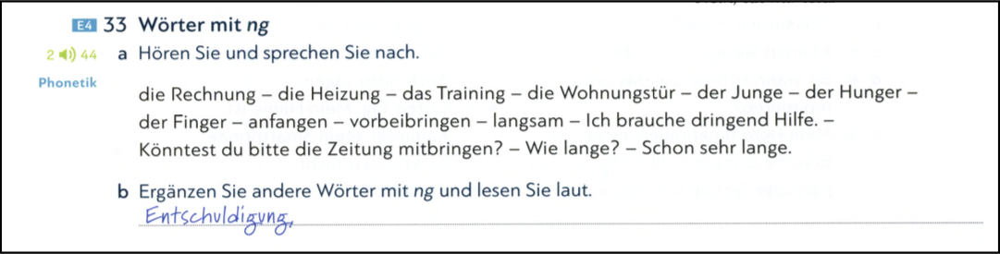 E4 33 Wörter mit ng
2 44 a Hören Sie und sprechen Sie nach.
Phonetik
die Rechnung – die Heizung – das Training – die Wohnungstür – der Junge – der Hunger –
der Finger – anfangen – vorbeibringen – langsam – Ich brauche dringend Hilfe. –
Könntest du bitte die Zeitung mitbringen? – Wie lange? – Schon sehr lange.
b Ergänzen Sie andere Wörter mit ng und lesen Sie laut.
Entschuldigung,